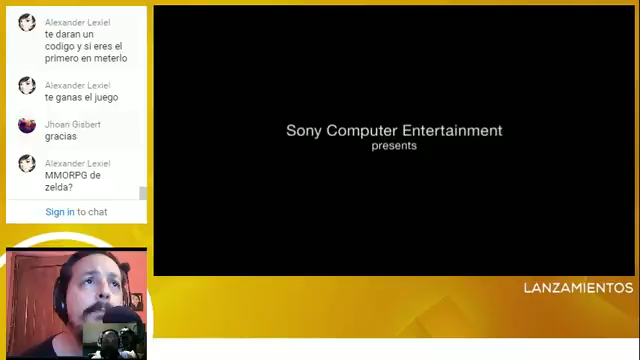 Alexander Lexiel
te daran un
codigo y si eres el
primero en meterlo
Alexander Lexiel
te ganas el juego
Jhoan Gisbert
gracias
Alexander Lexiel
MMORPG de
zelda?
Sign in to chat
Sony Computer Entertainment
presents
LANZAMIENTOS